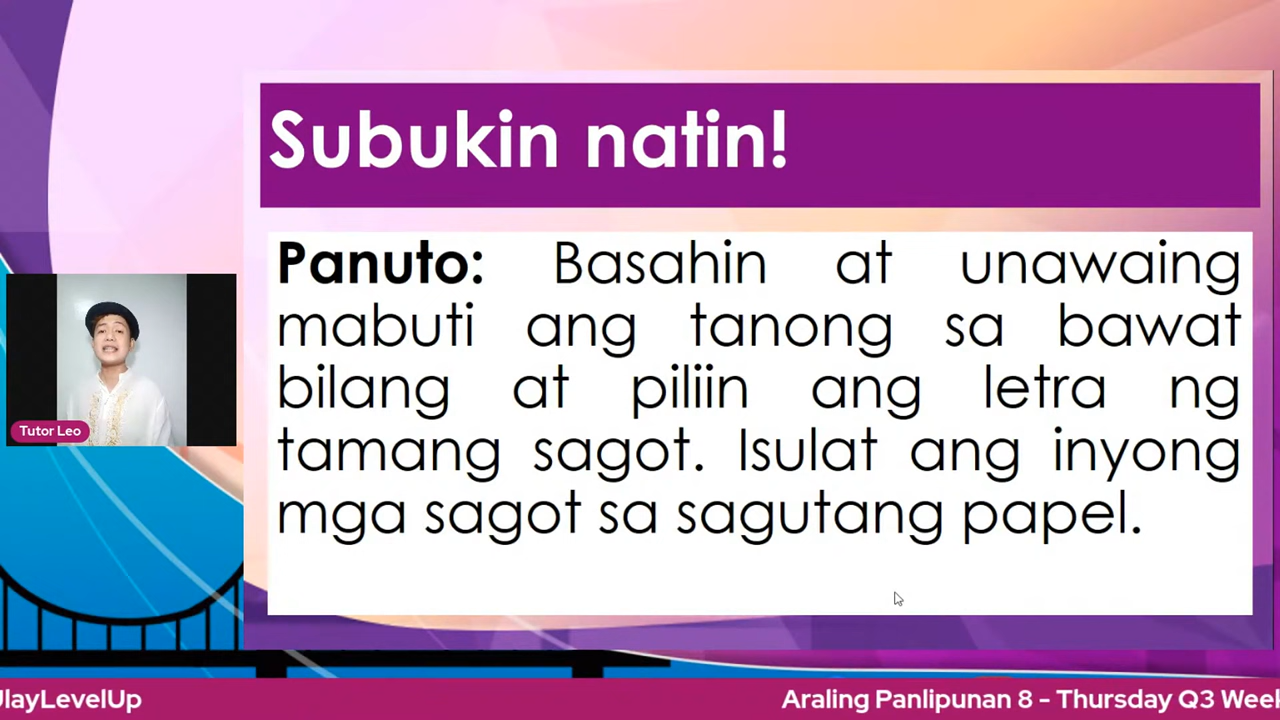 Subukin natin!
Panuto: Basahin at unawaing
mabuti ang tanong sa bawat
bilang at piliin ang letra ng
tamang sagot. Isulat ang inyong
mga sagot sa sagutang papel.
Tutor Leo
layLevelUp
Araling Panlipunan 8 - Thursday Q3 Week